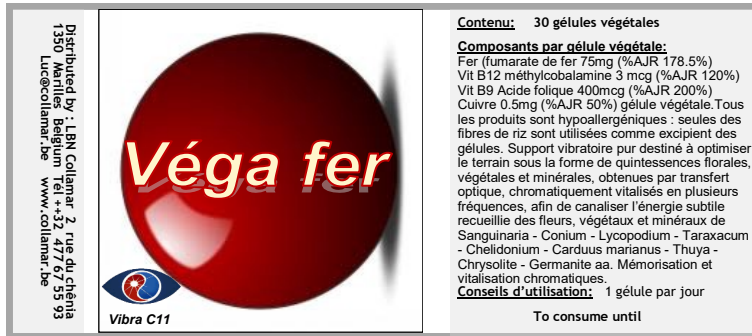 Distributed by : LBN Collamar 2, rue du chênia
1350 Marilles Belgium Tél ++32. 477 67 55 93
Luc@collamar.be www.collamar.be
Véga fer
Vibra C11
Contenu: 30 gélules végétales
Composants par gélule végétale:
Fer (fumarate de fer 75mg (%AJR 178.5%)
Vit B12 méthylcobalamine 3 mcg (%AJR 120%)
Vit B9 Acide folique 400mcg (%AJR 200%)
Cuivre 0.5mg (%AJR 50%) gélule végétale.Tous
les produits sont hypoallergéniques : seules des
fibres de riz sont utilisées comme excipient des
gélules. Support vibratoire pur destiné à optimiser
le terrain sous la forme de quintessences florales,
végétales et minérales, obtenues par transfert
optique, chromatiquement vitalisés en plusieurs
fréquences, afin de canaliser l'énergie subtile
recueillie des fleurs, végétaux et minéraux de
Sanguinaria - Conium - Lycopodium - Taraxacum
- Chelidonium - Carduus marianus - Thuya -
Chrysolite - Germanite aa. Mémorisation et
vitalisation chromatiques.
Conseils d'utilisation: 1 gélule par jour
To consume until